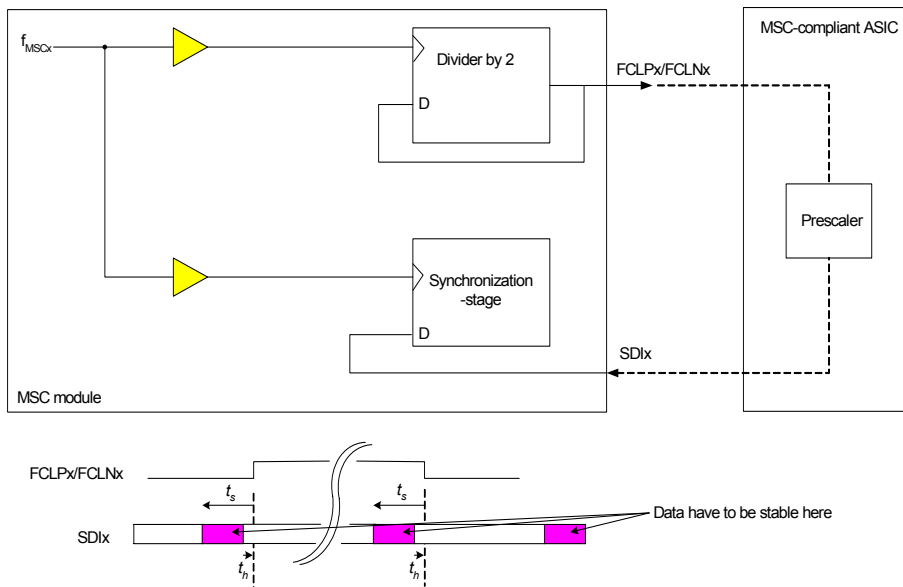 f_MSCx
Divider by 2
D
FCLPx/FCLNx
MSC-compliant ASIC
Prescaler
Synchronization
-stage
D
SDIx
MSC module
FCLPx/FCLNx
t_s
t_s
SDIx
Data have to be stable here
t_h
t_h